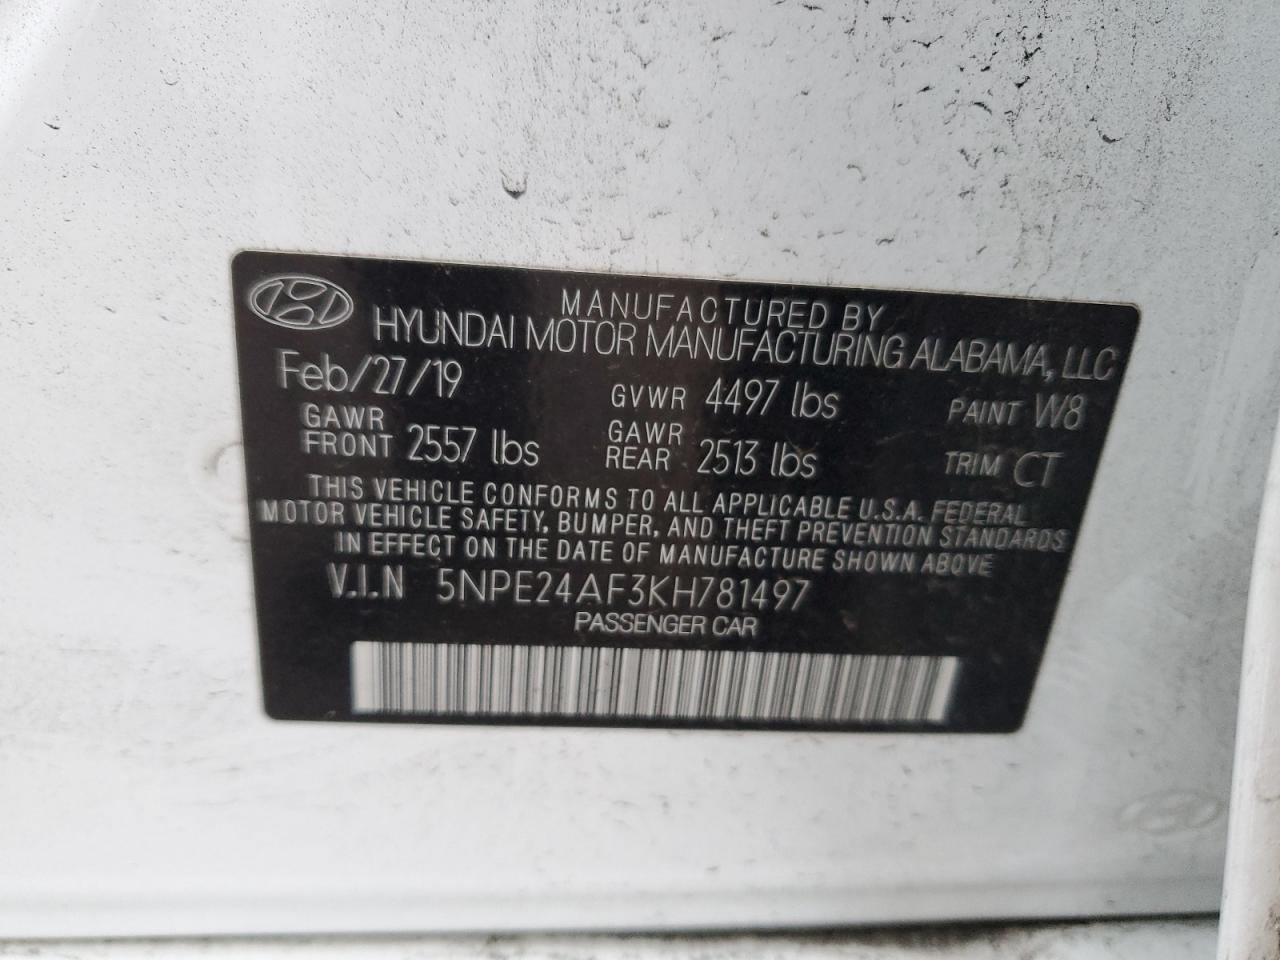 MANUFACTURED BY
HYUNDAI MOTOR MANUFACTURING ALABAMA, LLC
Feb/27/19 GVWR 4497 lbs PAINT W8
GAWR FRONT 2557 lbs GAWR REAR 2513 lbs TRIM CT
THIS VEHICLE CONFORMS TO ALL APPLICABLE U.S.A. FEDERAL
MOTOR VEHICLE SAFETY, BUMPER, AND THEFT PREVENTION STANDARDS
IN EFFECT ON THE DATE OF MANUFACTURE SHOWN ABOVE
V.I.N 5NPE24AF3KH781497
PASSENGER CAR